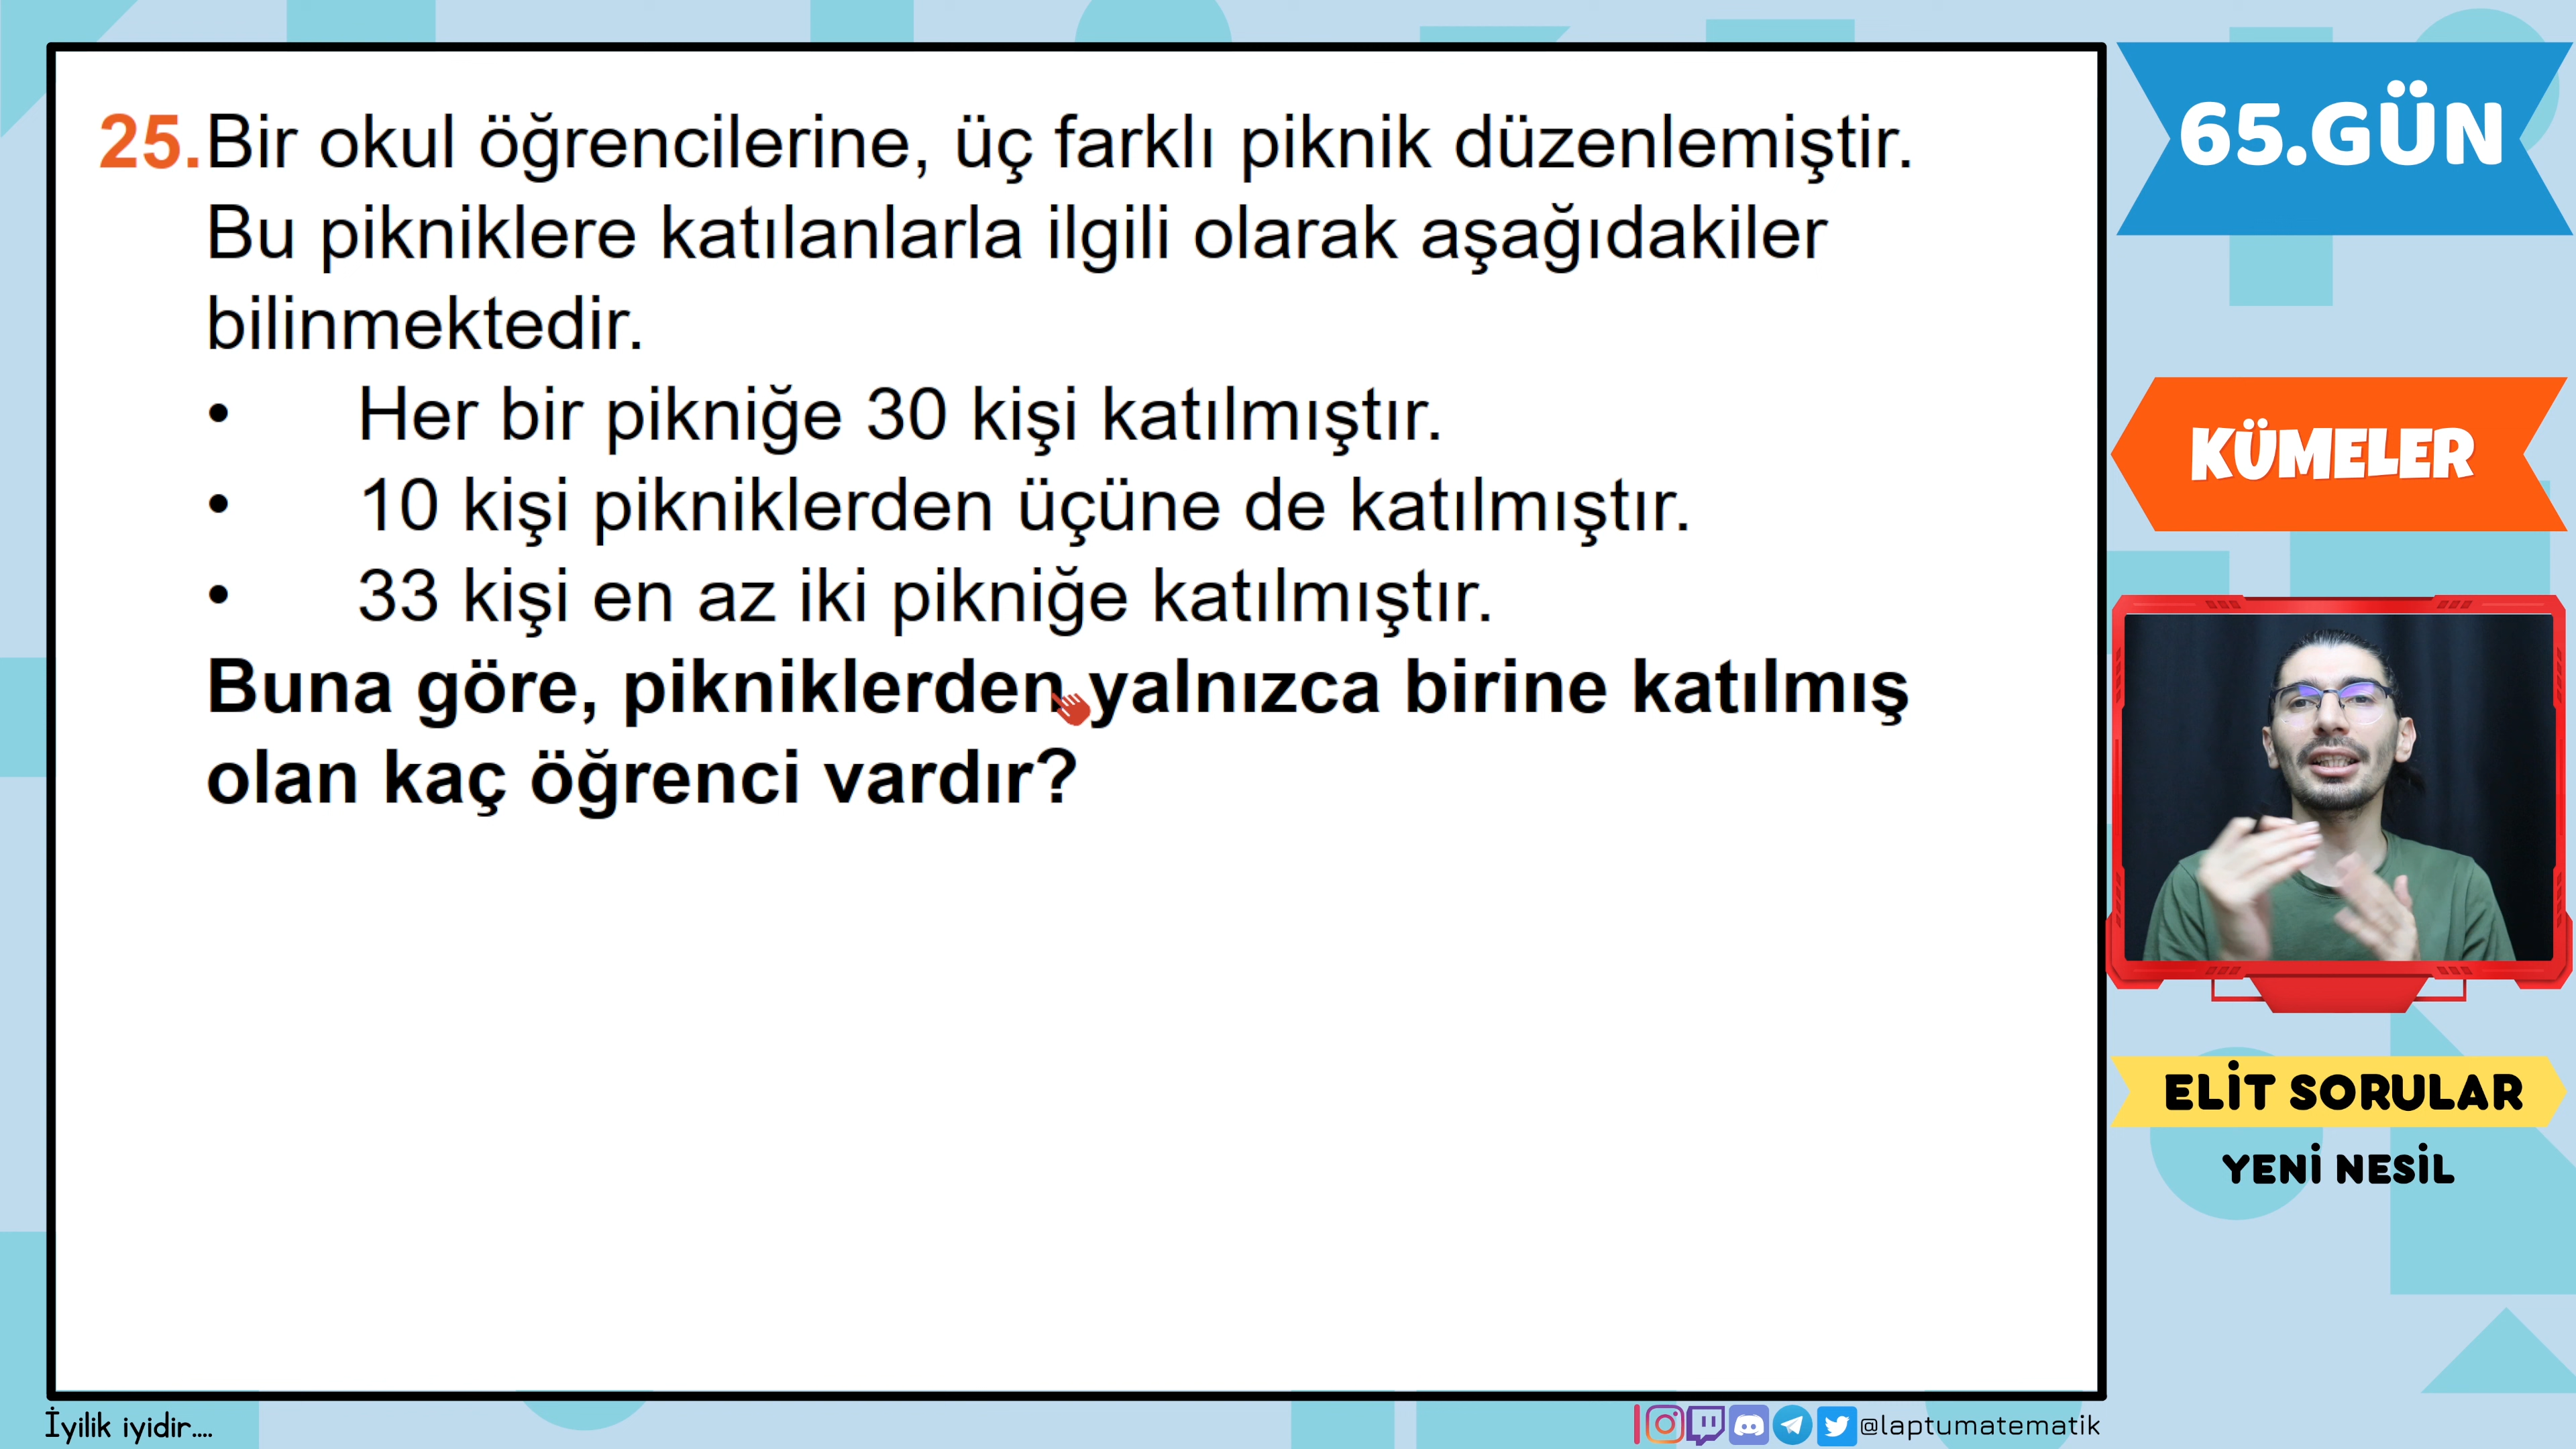 25. Bir okul öğrencilerine, üç farklı piknik düzenlemiştir.
Bu pikniklere katılanlarla ilgili olarak aşağıdakiler
bilinmektedir.
• Her bir pikniğe 30 kişi katılmıştır.
• 10 kişi pikniklerden üçüne de katılmıştır.
• 33 kişi en az iki pikniğe katılmıştır.
Buna göre, pikniklerden yalnızca birine katılmış
olan kaç öğrenci vardır?
65.GÜN
KÜMELER
ELİT SORULAR
YENİ NESİL
İyilik iyidir....
@laptumatematik